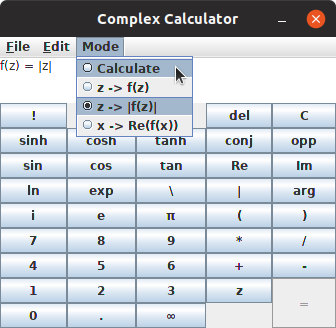 Complex Calculator
File Edit Mode
f(z) = |z|
Calculate
z -> f(z)
z -> |f(z)|
x -> Re(f(x))
! del C
sinh cosh tanh conj opp
sin cos tan Re Im
ln exp \ | arg
i e π ( )
7 8 9 * /
4 5 6 + -
1 2 3 z =
0 . ∞